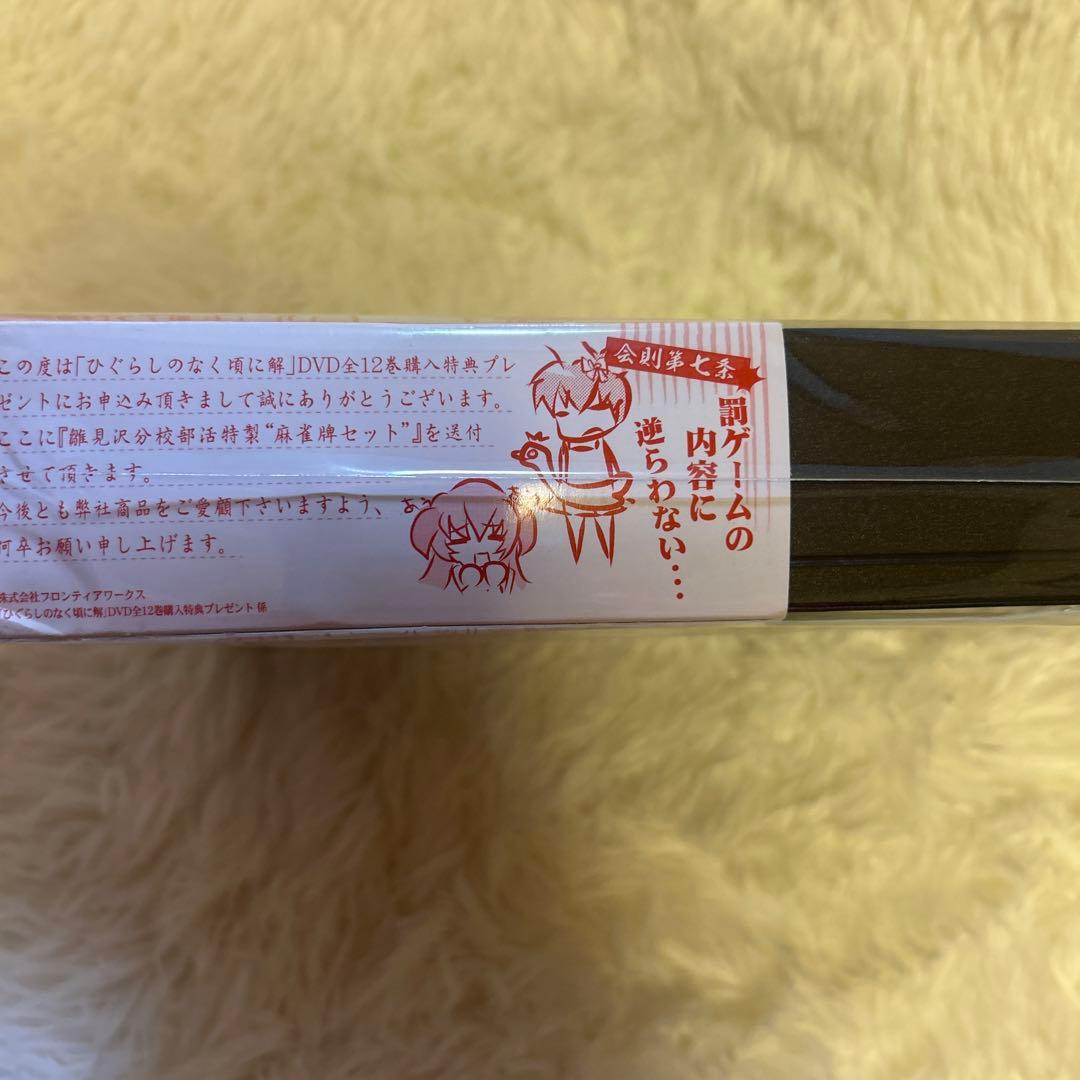 この度は「ひぐらしのなく頃に解」DVD全12巻購入特典プレ
ゼントにお申込み頂きまして誠にありがとうございます。
ここに『雛見沢分校部活特製“麻雀牌セット”』を送付
させて頂きます。
今後とも弊社商品をご愛顧下さいますよう、
何卒お願い申し上げます。
株式会社フロンティアワークス
「ひぐらしのなく頃に解」DVD全12巻購入特典プレゼント 係
会則第七条
罰ゲームの
内容に
逆らわない・・・